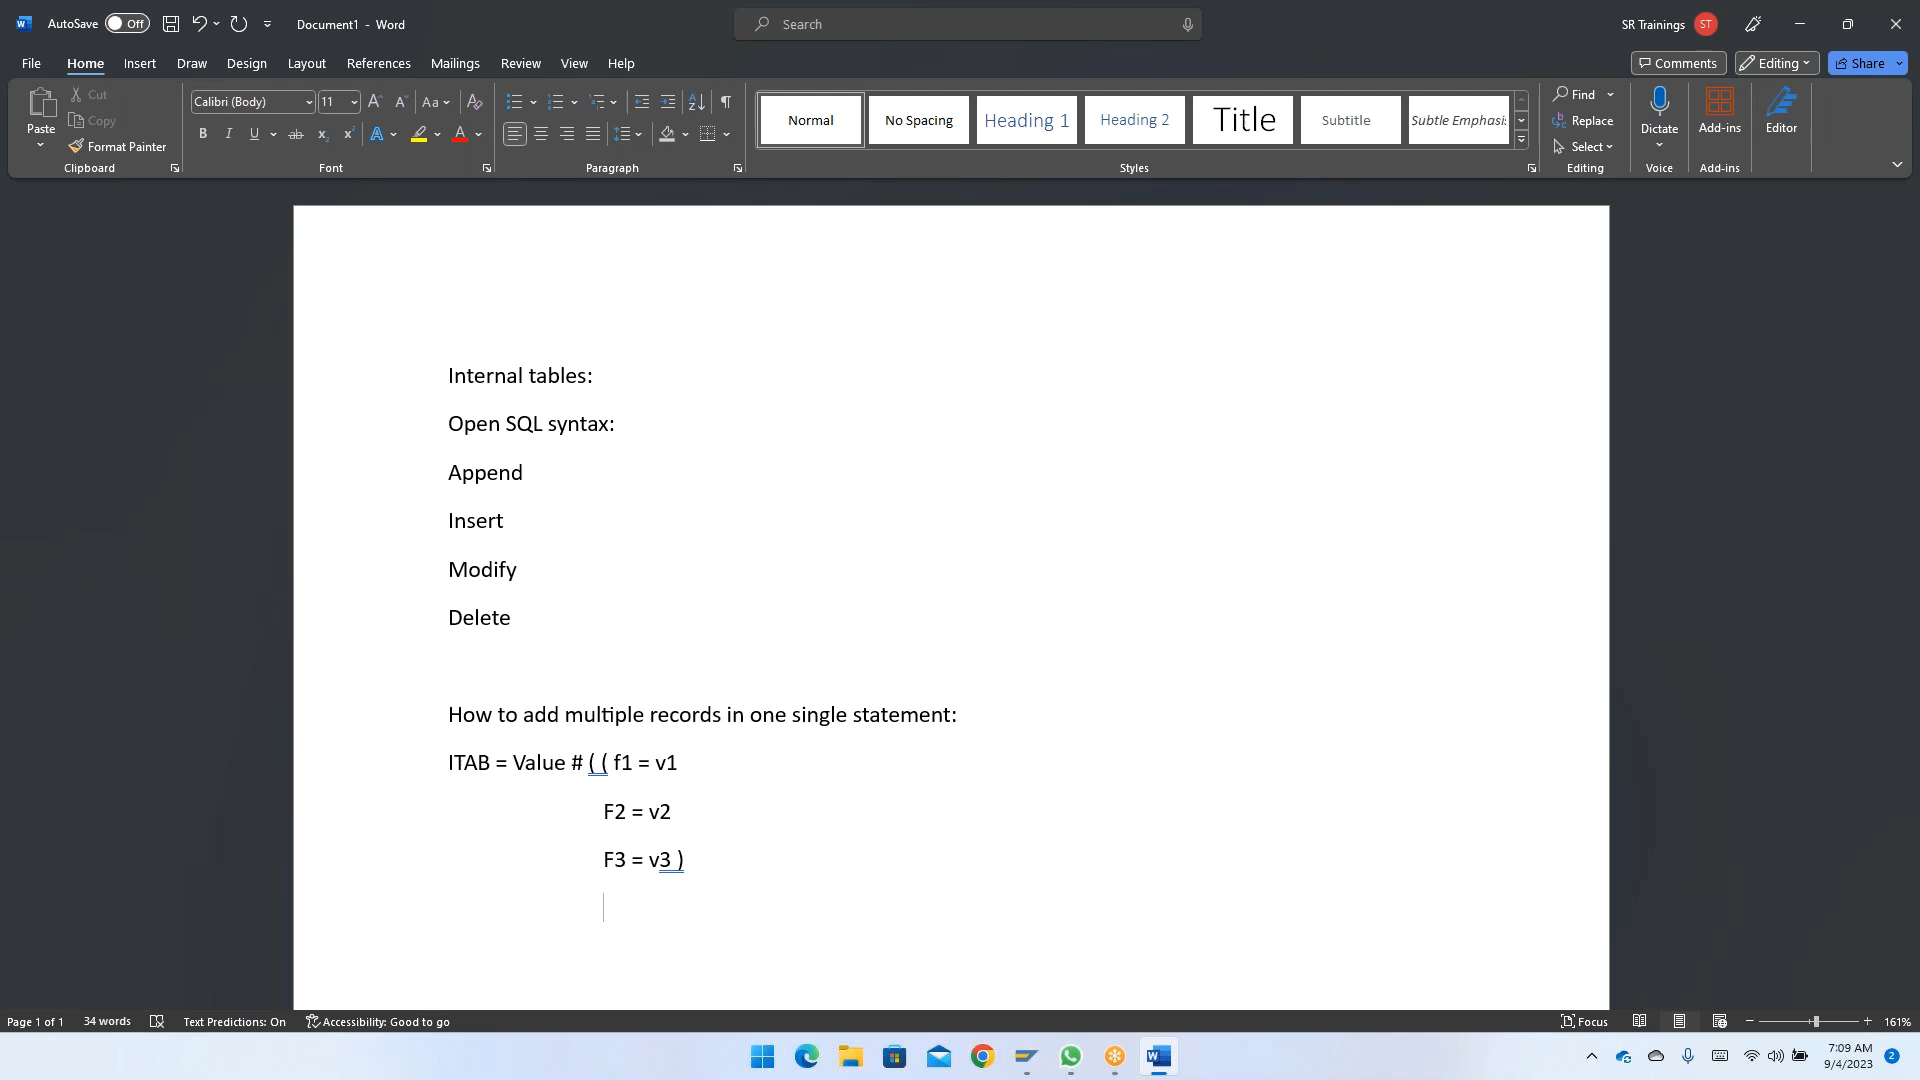 AutoSave Off Document1 - Word Search SR Trainings ST
File Home Insert Draw Design Layout References Mailings Review View Help Comments Editing Share
Paste Cut Copy Format Painter Clipboard
Calibri (Body) 11 Aa Font
Paragraph
Normal No Spacing Heading 1 Heading 2 Title Subtitle Subtle Emphasi: Styles
Find Replace Select Editing
Dictate Voice
Add-ins Add-ins
Editor
Internal tables:
Open SQL syntax:
Append
Insert
Modify
Delete
How to add multiple records in one single statement:
ITAB = Value # ( ( f1 = v1
F2 = v2
F3 = v3 )
Page 1 of 1 34 words Text Predictions: On Accessibility: Good to go Focus 161%
7:09 AM
9/4/2023 2